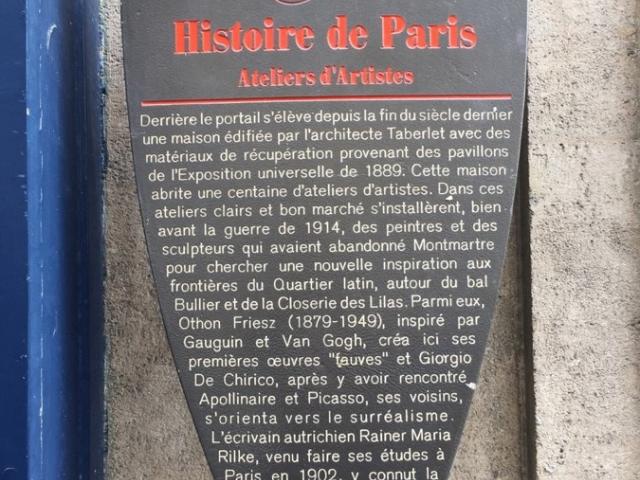 Histoire de Paris
Ateliers d'Artistes
Derrière le portail s'élève depuis la fin du siècle dernier
une maison édifiée par l'architecte Taberlet avec des
matériaux de récupération provenant des pavillons
de l'Exposition universelle de 1889. Cette maison
abrite une centaine d'ateliers d'artistes. Dans ces
ateliers clairs et bon marché s'installèrent, bien
avant la guerre de 1914, des peintres et des
sculpteurs qui avaient abandonné Montmartre
pour chercher une nouvelle inspiration aux
frontières du Quartier latin, autour du bal
Bullier et de la Closerie des Lilas. Parmi eux,
Othon Friesz (1879-1949), inspiré par
Gauguin et Van Gogh, créa ici ses
premières œuvres "fauves" et Giorgio
De Chirico, après y avoir rencontré
Apollinaire et Picasso, ses voisins,
s'orienta vers le surréalisme.
L'écrivain autrichien Rainer Maria
Rilke, venu faire ses études à
Paris en 1902, y connut la